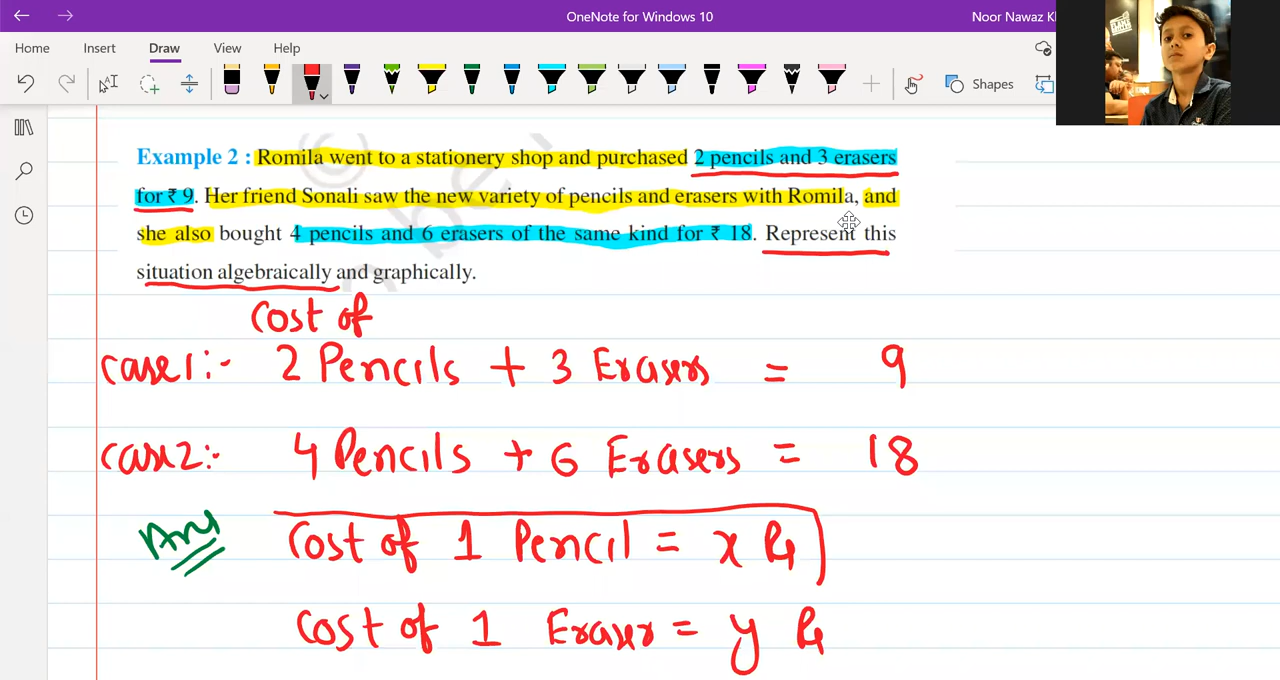 OneNote for Windows 10
Noor Nawaz Kh
Home Insert Draw View Help
Shapes
Example 2 : Romila went to a stationery shop and purchased 2 pencils and 3 erasers
for ₹ 9. Her friend Sonali saw the new variety of pencils and erasers with Romila, and
she also bought 4 pencils and 6 erasers of the same kind for ₹ 18. Represent this
situation algebraically and graphically.
Cost of
case1:- 2 Pencils + 3 Erasers = 9
case2:- 4 Pencils + 6 Erasers = 18
Ans Cost of 1 Pencil = x Rs
Cost of 1 Eraser = y Rs